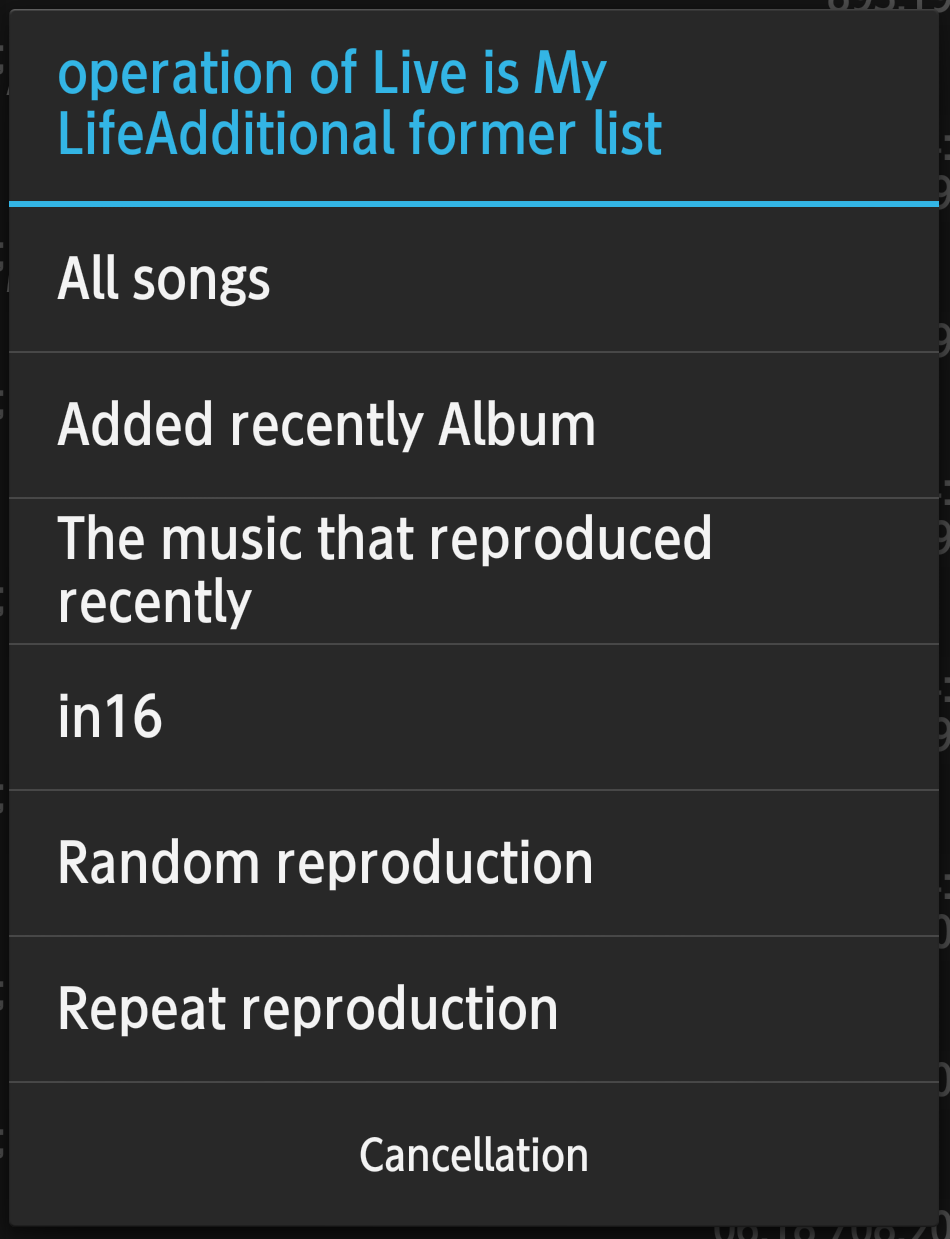 operation of Live is My
LifeAdditional former list
All songs
Added recently Album
The music that reproduced
recently
in16
Random reproduction
Repeat reproduction
Cancellation